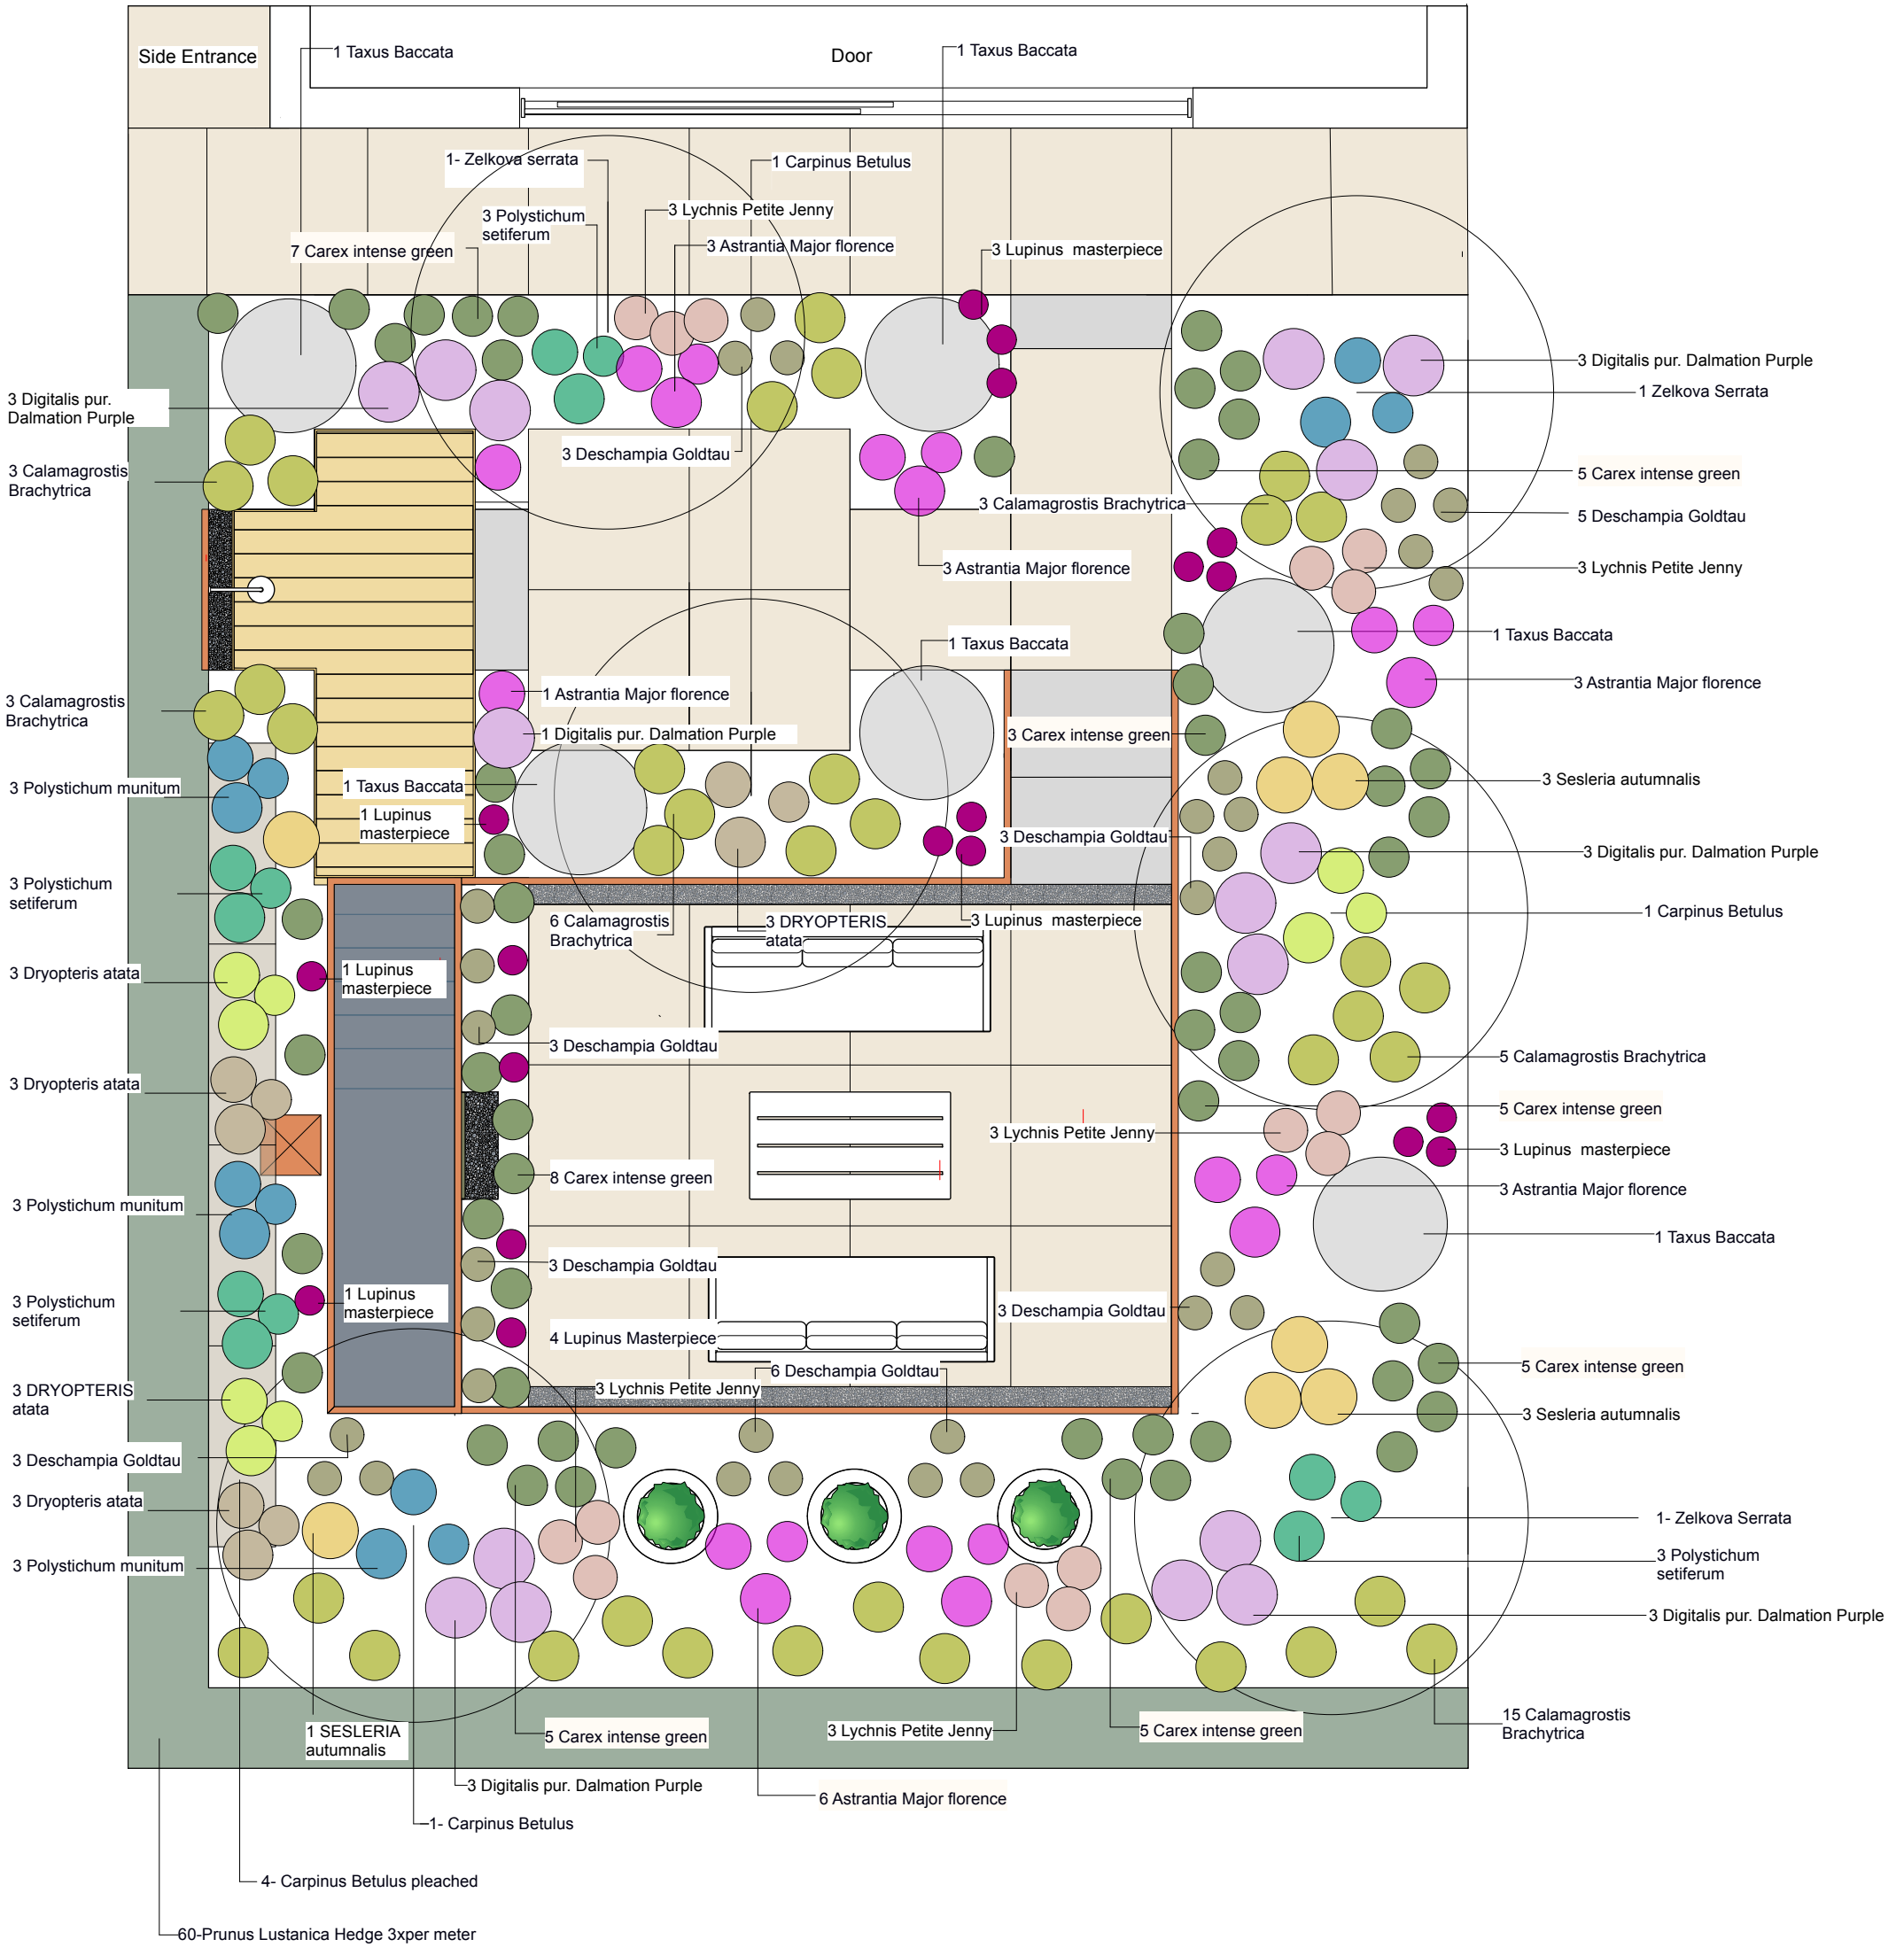 Side Entrance
1 Taxus Baccata
Door
1 Taxus Baccata
1- Zelkova serrata
1 Carpinus Betulus
3 Polystichum
setiferum
3 Lychnis Petite Jenny
7 Carex intense green
3 Astrantia Major florence
3 Lupinus  masterpiece
3 Digitalis pur.
Dalmation Purple
3 Digitalis pur. Dalmation Purple
1 Zelkova Serrata
3 Calamagrostis
Brachytrica
3 Deschampia Goldtau
5 Carex intense green
3 Calamagrostis Brachytrica
5 Deschampia Goldtau
3 Astrantia Major florence
3 Lychnis Petite Jenny
1 Taxus Baccata
1 Taxus Baccata
3 Calamagrostis
Brachytrica
1 Astrantia Major florence
3 Astrantia Major florence
1 Digitalis pur. Dalmation Purple
3 Carex intense green
3 Polystichum munitum
1 Taxus Baccata
3 Sesleria autumnalis
1 Lupinus
masterpiece
3 Deschampia Goldtau
3 Digitalis pur. Dalmation Purple
3 Polystichum
setiferum
6 Calamagrostis
Brachytrica
3 DRYOPTERIS
atata
3 Lupinus  masterpiece
1 Carpinus Betulus
3 Dryopteris atata
1 Lupinus
masterpiece
3 Deschampia Goldtau
5 Calamagrostis Brachytrica
3 Dryopteris atata
5 Carex intense green
3 Lychnis Petite Jenny
3 Lupinus  masterpiece
8 Carex intense green
3 Astrantia Major florence
3 Polystichum munitum
1 Taxus Baccata
3 Deschampia Goldtau
3 Polystichum
setiferum
1 Lupinus
masterpiece
3 Deschampia Goldtau
4 Lupinus Masterpiece
6 Deschampia Goldtau
5 Carex intense green
3 DRYOPTERIS
atata
3 Lychnis Petite Jenny
3 Sesleria autumnalis
3 Deschampia Goldtau
3 Dryopteris atata
1- Zelkova Serrata
3 Polystichum munitum
3 Polystichum
setiferum
3 Digitalis pur. Dalmation Purple
15 Calamagrostis
Brachytrica
1 SESLERIA
autumnalis
5 Carex intense green
3 Lychnis Petite Jenny
5 Carex intense green
3 Digitalis pur. Dalmation Purple
6 Astrantia Major florence
1- Carpinus Betulus
4- Carpinus Betulus pleached
60-Prunus Lustanica Hedge 3xper meter